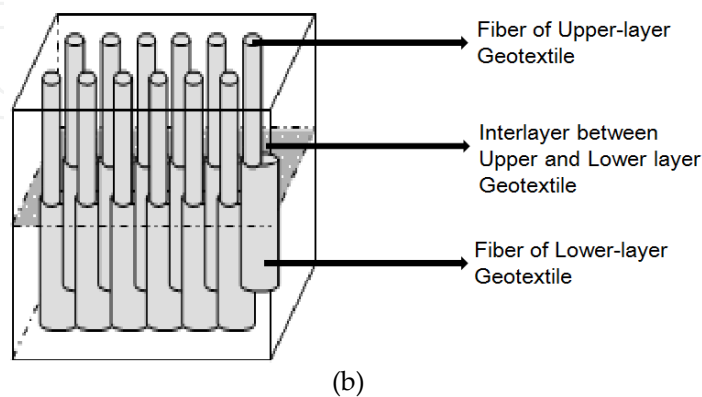 Fiber of Upper-layer
Geotextile
Interlayer between
Upper and Lower layer
Geotextile
Fiber of Lower-layer
Geotextile
(b)